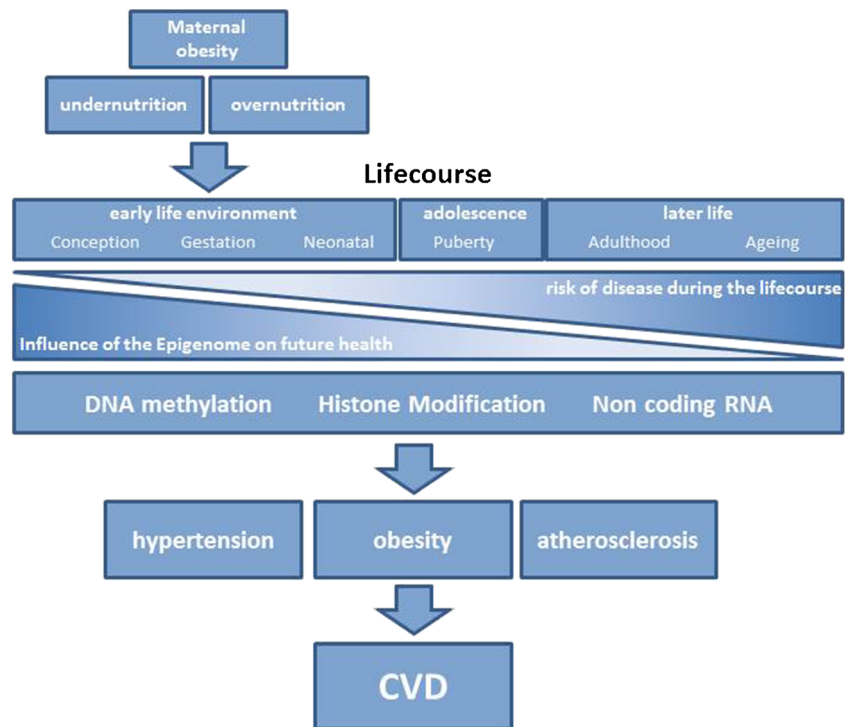 Maternal
obesity
undernutrition overnutrition
Lifecourse
early life environment adolescence later life
Conception Gestation Neonatal Puberty Adulthood Ageing
risk of disease during the lifecourse
Influence of the Epigenome on future health
DNA methylation Histone Modification Non coding RNA
hypertension obesity atherosclerosis
CVD